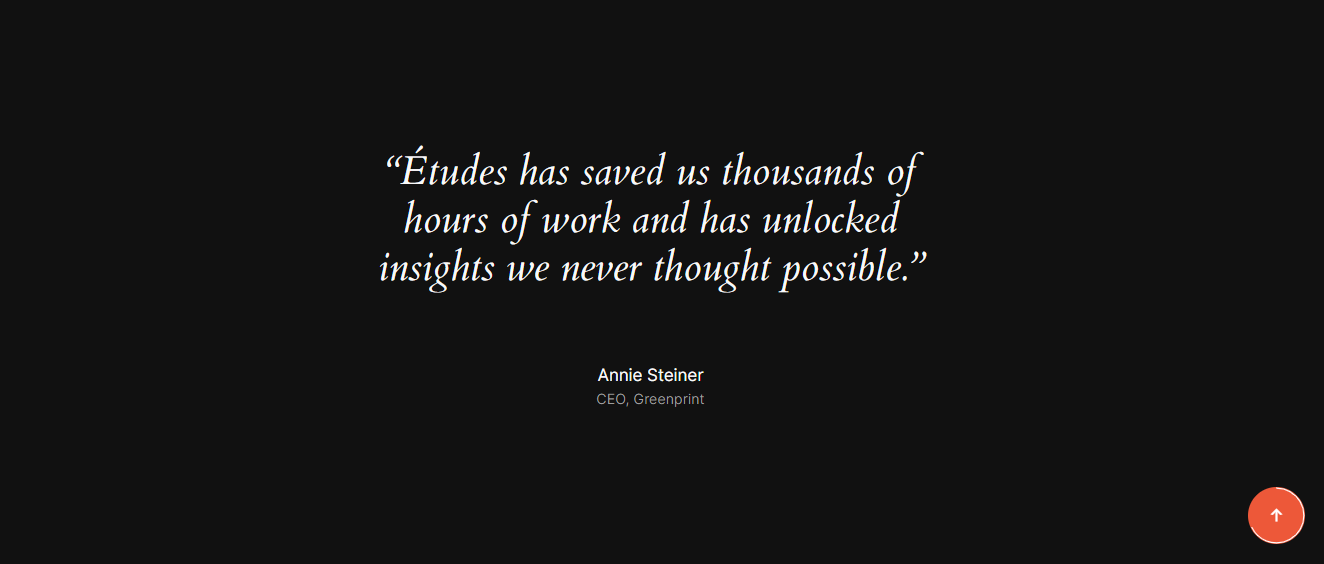 “Études has saved us thousands of
hours of work and has unlocked
insights we never thought possible.”
Annie Steiner
CEO, Greenprint